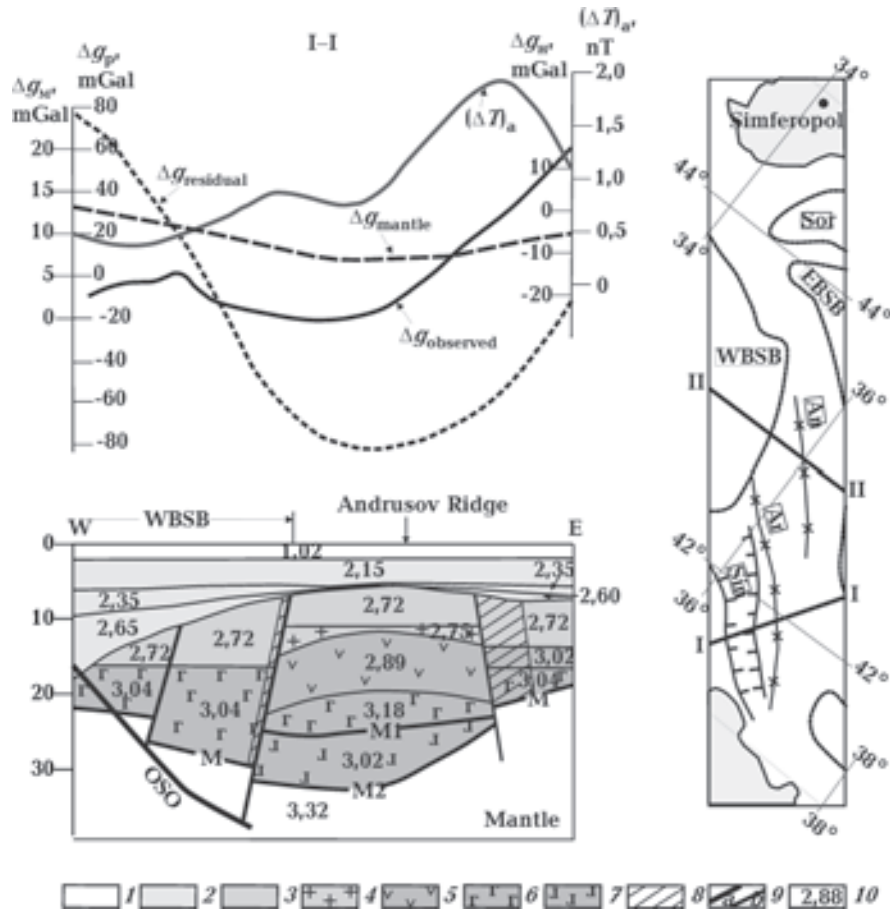 I–I
Δgм, mGal
Δgp, mGal
Δgн, mGal
(ΔT)a, nT
80
60
40
20
0
-20
-40
-60
-80
20
15
10
5
0
10
0
-10
-20
2,0
1,5
1,0
0,5
0
Δgresidual
(ΔT)a
Δgmantle
Δgobserved
W
WBSB
Andrusov Ridge
E
0
10
20
30
1,02
2,15
2,35
2,35
2,60
2,65
2,72
2,72
2,72
2,72
2,75
2,89
3,02
3,04
3,04
3,04
3,18
3,02
3,32
M
M
M1
M2
OSO
Mantle
34°
Simferopol
44°
34°
Sor
EBSB
44°
WBSB
II
36°
An
II
Ar
42°
Sin
36°
I
I
42°
38°
38°
1 2 3 4 5 6 7 8 a b 9 2,88 10